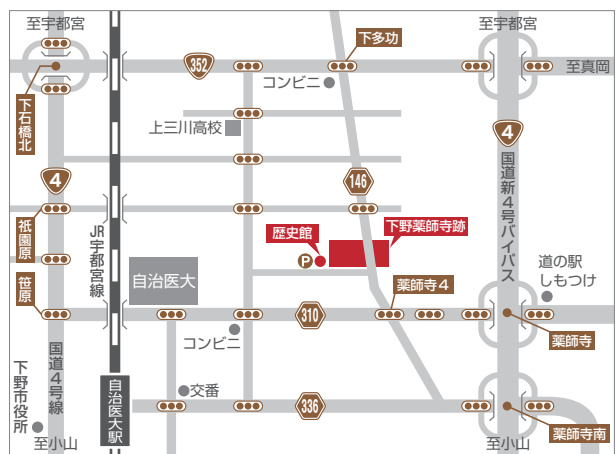 至宇都宮
至宇都宮
下多功
352
コンビニ
至真岡
下石橋北
上三川高校
4
4
国道新4号バイパス
146
祇園原
JR宇都宮線
歴史館
下野薬師寺跡
P
笹原
自治医大
薬師寺4
道の駅
しもつけ
310
コンビニ
薬師寺
国道4号線
下野市役所
自治医大駅
交番
336
薬師寺南
至小山
至小山